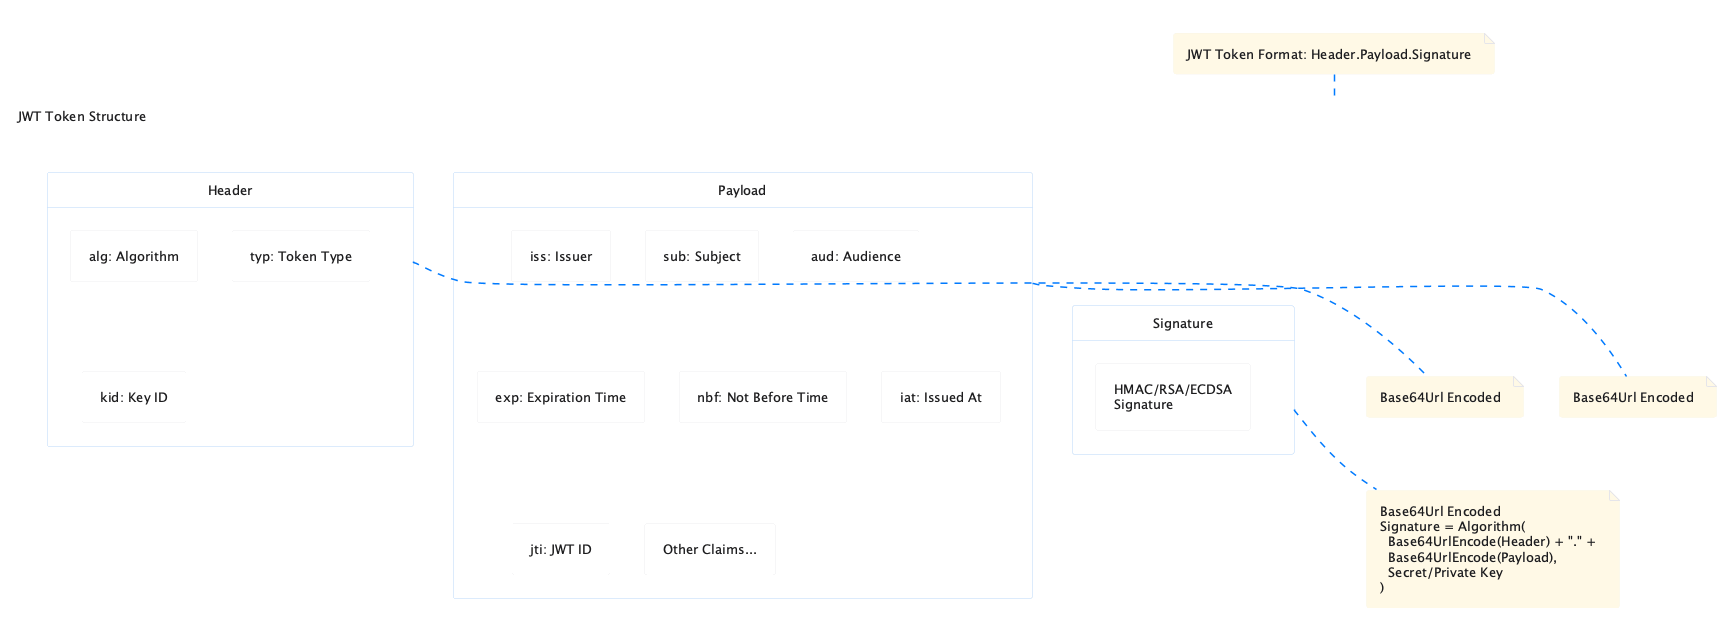 JWT Token Format: Header.Payload.Signature
JWT Token Structure
Header
alg: Algorithm
typ: Token Type
kid: Key ID
Payload
iss: Issuer
sub: Subject
aud: Audience
exp: Expiration Time
nbf: Not Before Time
iat: Issued At
jti: JWT ID
Other Claims...
Signature
HMAC/RSA/ECDSA
Signature
Base64Url Encoded
Base64Url Encoded
Base64Url Encoded
Signature = Algorithm(
  Base64UrlEncode(Header) + "." +
  Base64UrlEncode(Payload),
  Secret/Private Key
)